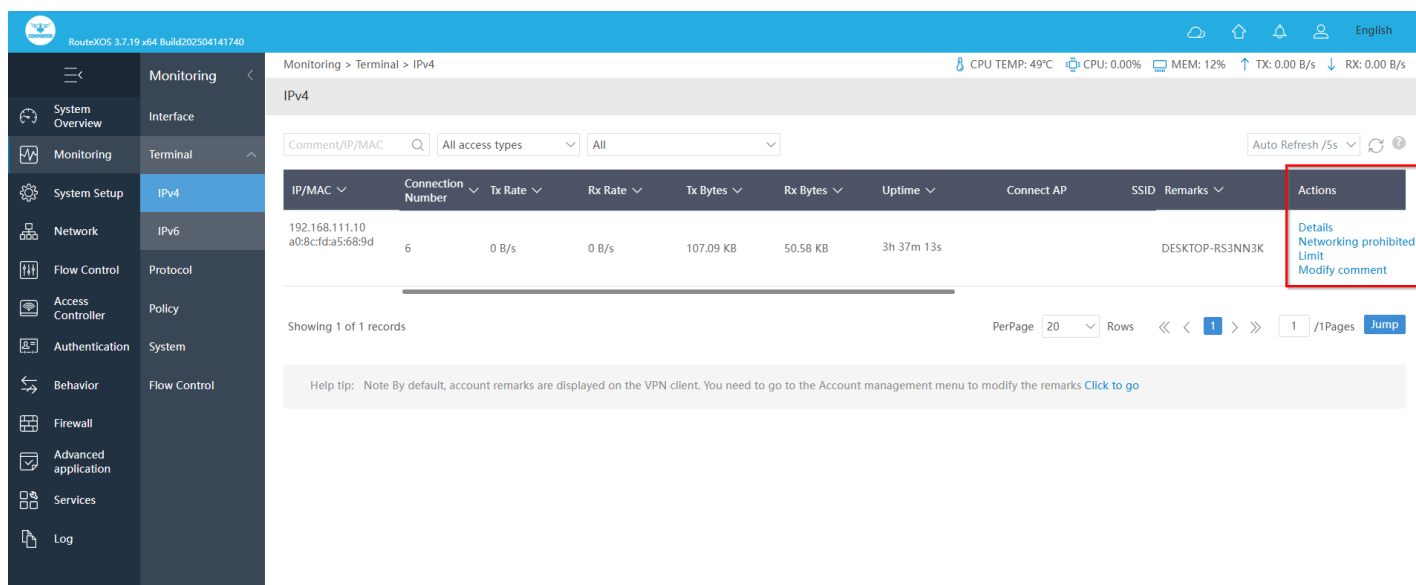 RouteXOS 3.7.19 x64 Build202504141740
English
Monitoring
Monitoring > Terminal > IPv4
CPU TEMP: 49℃ CPU: 0.00% MEM: 12% TX: 0.00 B/s RX: 0.00 B/s
System Overview
Monitoring
System Setup
Network
Flow Control
Access Controller
Authentication
Behavior
Firewall
Advanced application
Services
Log
Interface
Terminal
IPv4
IPv6
Protocol
Policy
System
Flow Control
IPv4
Comment/IP/MAC All access types All Auto Refresh /5s
IP/MAC Connection Number Tx Rate Rx Rate Tx Bytes Rx Bytes Uptime Connect AP SSID Remarks Actions
192.168.111.10
a0:8c:fd:a5:68:9d
6 0 B/s 0 B/s 107.09 KB 50.58 KB 3h 37m 13s DESKTOP-RS3NN3K
Details
Networking prohibited
Limit
Modify comment
Showing 1 of 1 records PerPage 20 Rows 1 1 /1Pages Jump
Help tip: Note By default, account remarks are displayed on the VPN client. You need to go to the Account management menu to modify the remarks Click to go